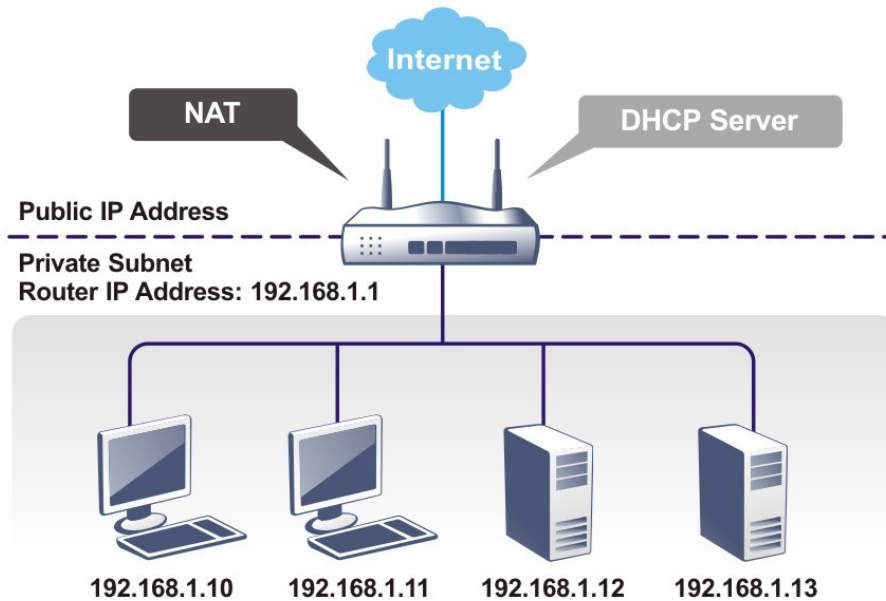 Internet
NAT
DHCP Server
Public IP Address
Private Subnet
Router IP Address: 192.168.1.1
192.168.1.10
192.168.1.11
192.168.1.12
192.168.1.13